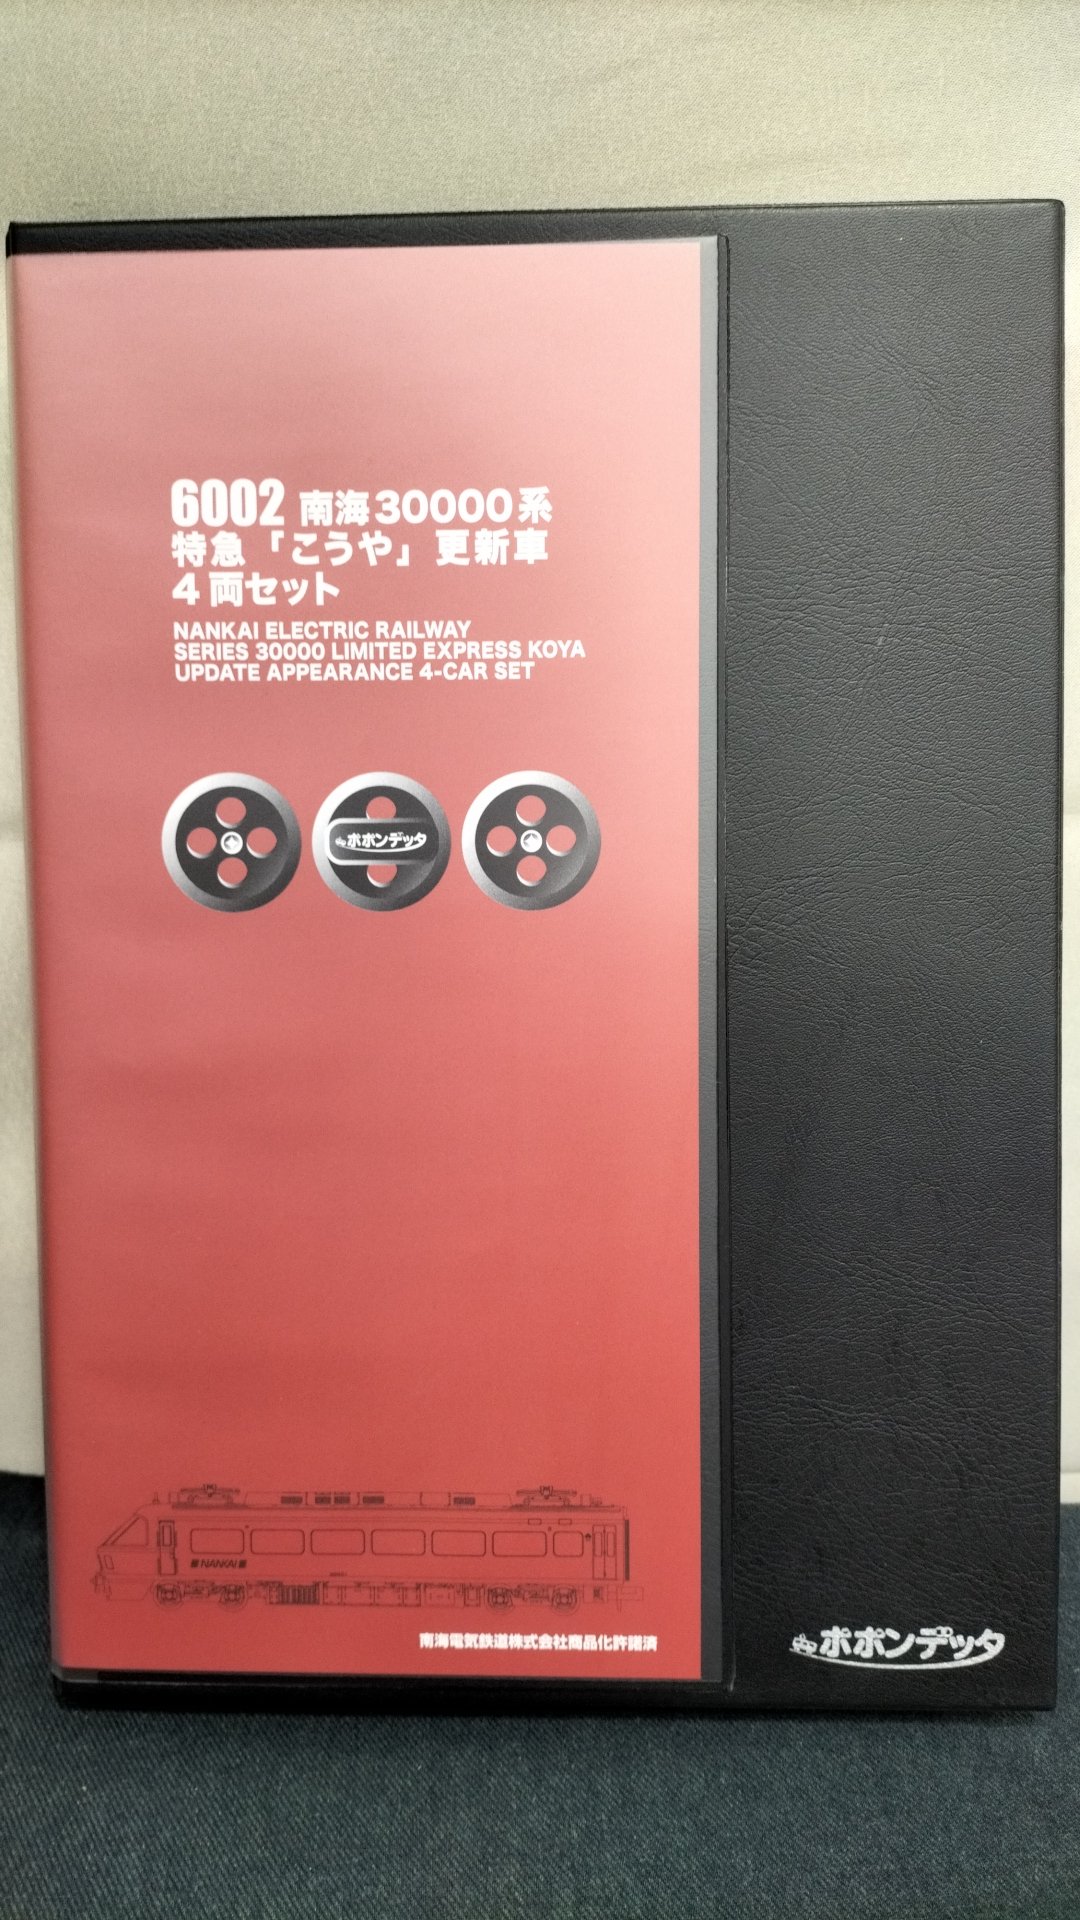 6002 南海30000系
特急「こうや」更新車
4両セット
NANKAI ELECTRIC RAILWAY
SERIES 30000 LIMITED EXPRESS KOYA
UPDATE APPEARANCE 4-CAR SET
ポポンデッタ
NANKAI
南海電気鉄道株式会社商品化許諾済
ポポンデッタ